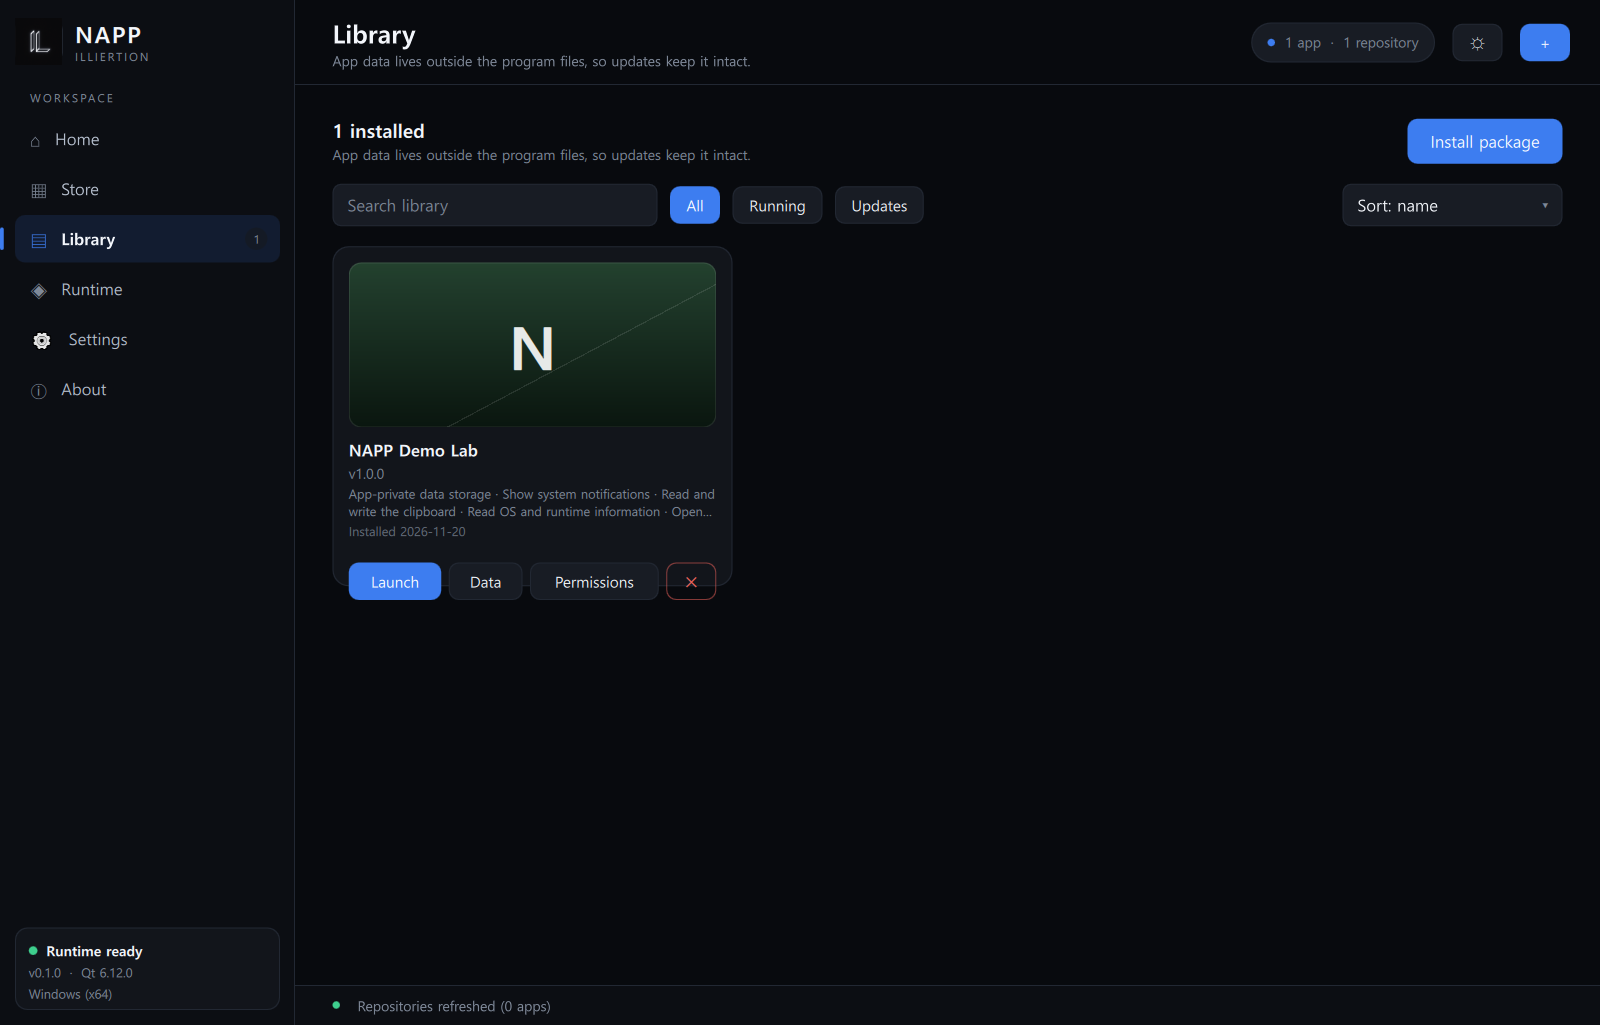 NAPP
ILLIERTION
WORKSPACE
Home
Store
Library 1
Runtime
Settings
About
Runtime ready
v0.1.0 · Qt 6.12.0
Windows (x64)
Library
App data lives outside the program files, so updates keep it intact.
1 app · 1 repository
+
1 installed
App data lives outside the program files, so updates keep it intact.
Install package
Search library
All
Running
Updates
Sort: name
N
NAPP Demo Lab
v1.0.0
App-private data storage · Show system notifications · Read and
write the clipboard · Read OS and runtime information · Open...
Installed 2026-11-20
Launch
Data
Permissions
Repositories refreshed (0 apps)